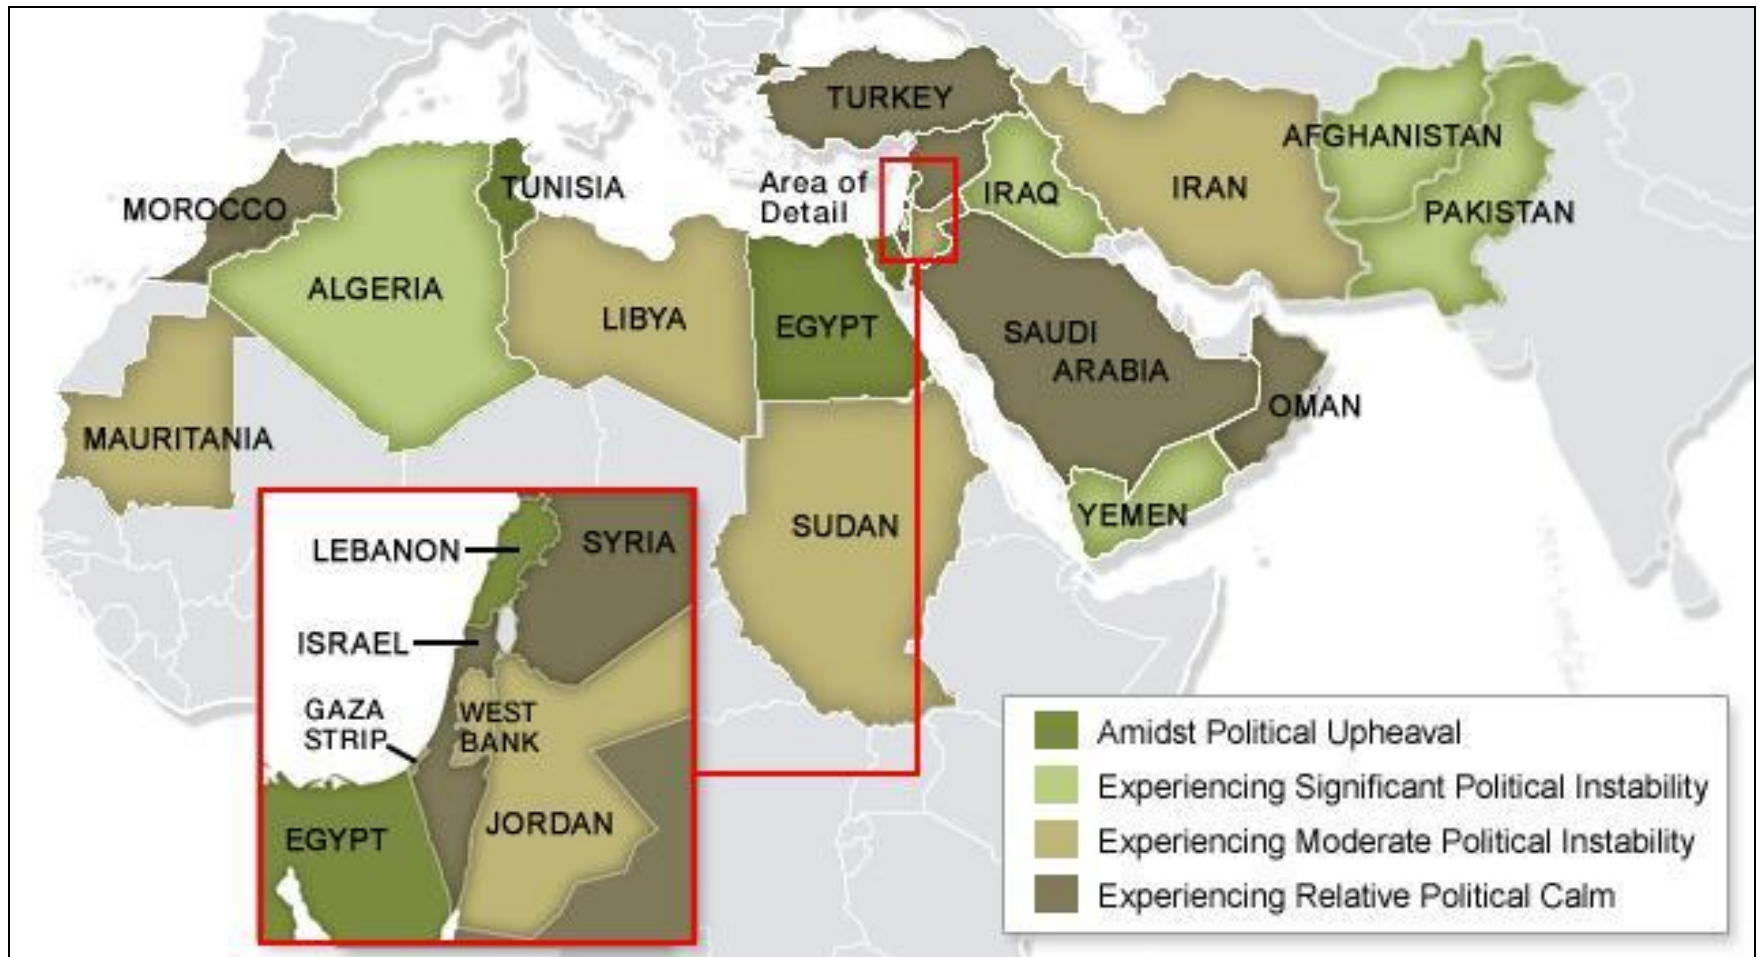 TURKEY
AFGHANISTAN
Area of
Detail
IRAQ
IRAN
TUNISIA
MOROCCO
PAKISTAN
ALGERIA
LIBYA
EGYPT
SAUDI
ARABIA
OMAN
MAURITANIA
SUDAN
YEMEN
LEBANON
SYRIA
ISRAEL
GAZA
STRIP
WEST
BANK
EGYPT
JORDAN
Amidst Political Upheaval
Experiencing Significant Political Instability
Experiencing Moderate Political Instability
Experiencing Relative Political Calm